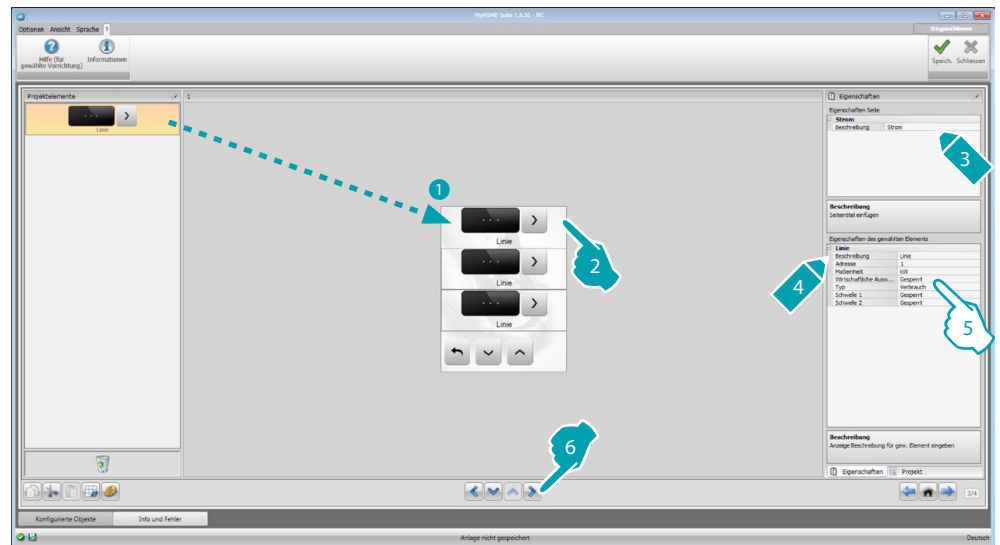 MyHOME Suite 1.0.30 - RC
Optionen Ansicht Sprache ?
Hilfe (für gewählte Vorrichtung)
Informationen
Speich. Schliessen
Projektelemente
1
Linie
1
Linie
Linie
Linie
2
Eigenschaften
Eigenschaften Seite
Strom
Beschreibung Strom
3
Beschreibung
Seitentitel einfügen
Eigenschaften des gewählten Elements
Linie
Beschreibung Linie
Adresse 1
Maßeinheit kW
Wirtschaftliche Ausw... Gesperrt
Typ Verbrauch
Schwelle 1 Gesperrt
Schwelle 2 Gesperrt
4
5
Beschreibung
Anzeige Beschreibung für gew. Element eingeben
Eigenschaften Projekt
6
3/4
Konfigurierte Objekte Info und Fehler
Anlage nicht gespeichert
Deutsch